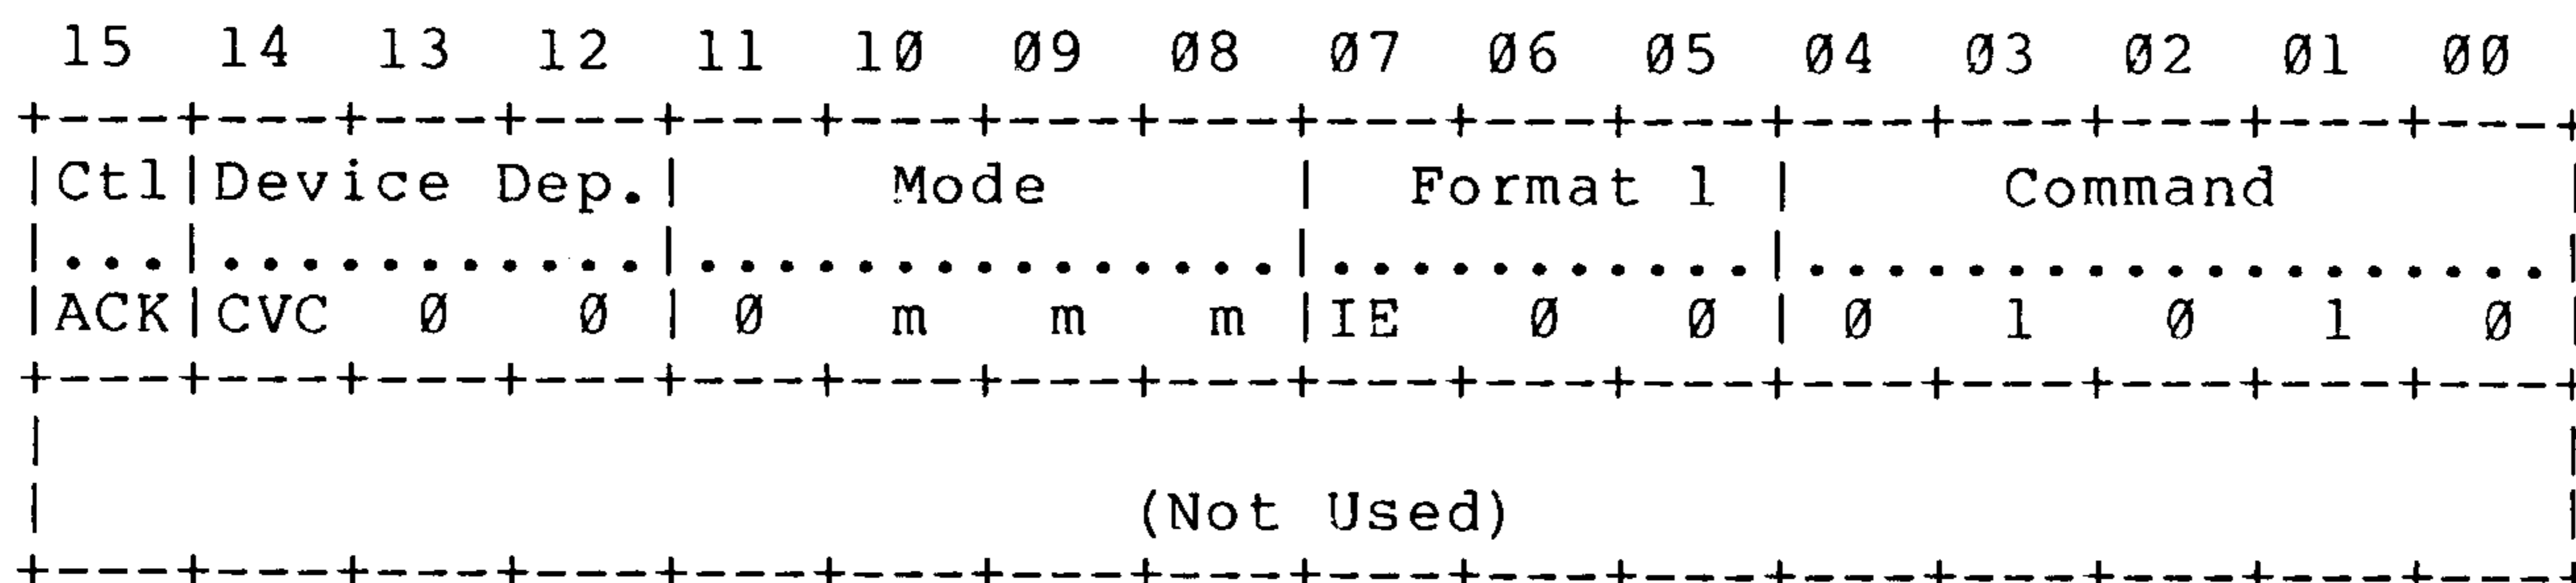 15 14 13 12 11 10 09 08 07 06 05 04 03 02 01 00
+---+---+---+---+---+---+---+---+---+---+---+---+---+---+---+---+
|Ctl|Device Dep.|     Mode      | Format 1  |      Command      |
|...|...........|...............|...........|...................|
|ACK|CVC  0   0 | 0   m   m   m |IE   0   0 | 0   1   0   1   0
+---+---+---+---+---+---+---+---+---+---+---+---+---+---+---+---+
|                                                               |
|                          (Not Used)                           |
+---+---+---+---+---+---+---+---+---+---+---+---+---+---+---+---+